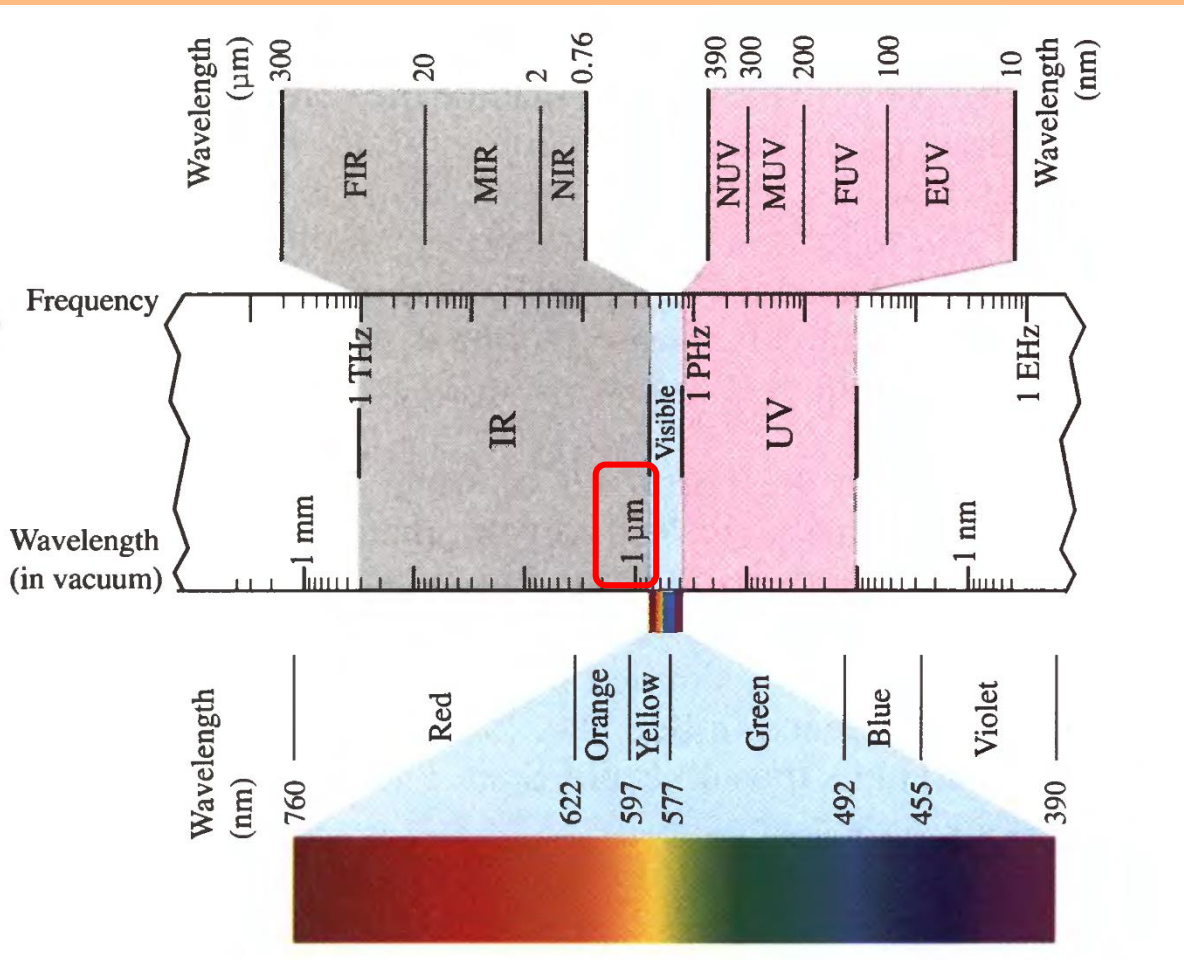 Wavelength
(µm)
300
20
2
0.76
390
300
200
100
10
Wavelength
(nm)
FIR
MIR
NIR
NUV
MUV
FUV
EUV
Frequency
1 THz
1 PHz
1 EHz
IR
Visible
UV
1 mm
1 µm
1 nm
Wavelength
(in vacuum)
Wavelength
(nm)
Red
Orange
Yellow
Green
Blue
Violet
760
622
597
577
492
455
390